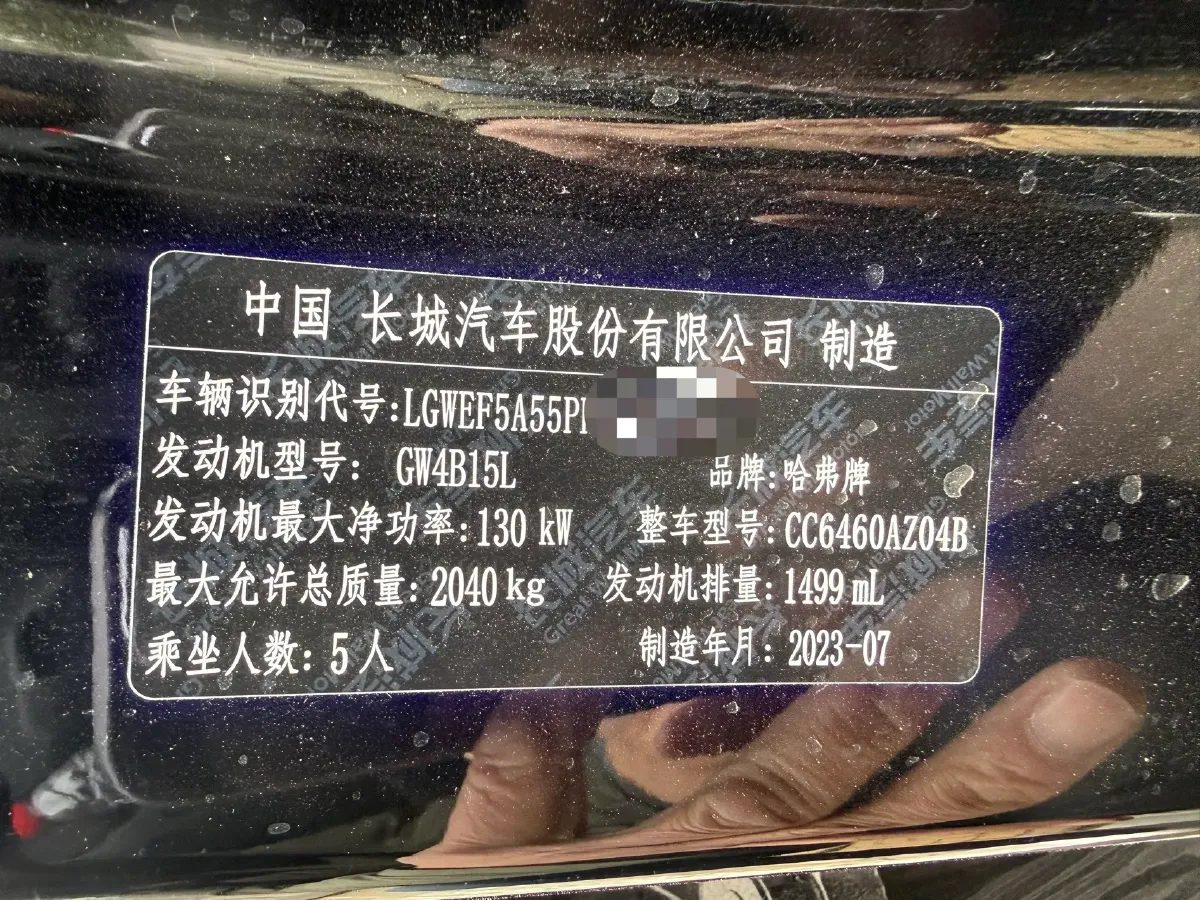 中国 长城汽车股份有限公司 制造
车辆识别代号:LGWEF5A55P
发动机型号: GW4B15L 品牌:哈弗牌
发动机最大净功率:130 kW 整车型号:CC6460AZ04B
最大允许总质量:2040 kg 发动机排量:1499 mL
乘坐人数:5人 制造年月:2023-07